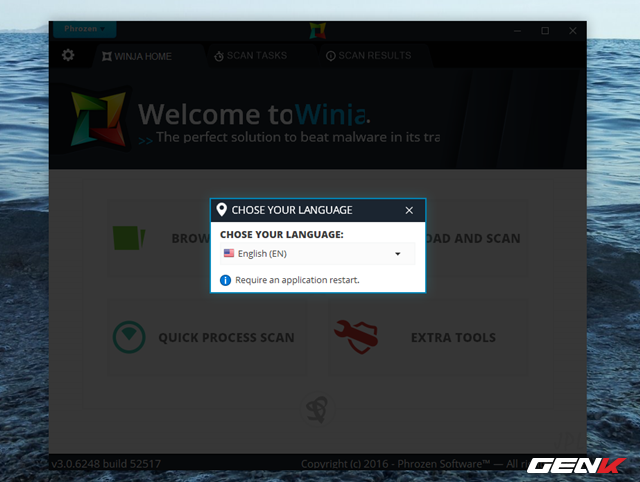 Phrozen
WINJA HOME
SCAN TASKS
SCAN RESULTS
Welcome to Winja.
>> The perfect solution to beat malware in its tra
CHOSE YOUR LANGUAGE
CHOSE YOUR LANGUAGE:
English (EN)
Require an application restart.
BROW
AD AND SCAN
QUICK PROCESS SCAN
EXTRA TOOLS
v3.0.6248 build 52517
Copyright (c) 2016 - Phrozen Software™ — All ri
GENK